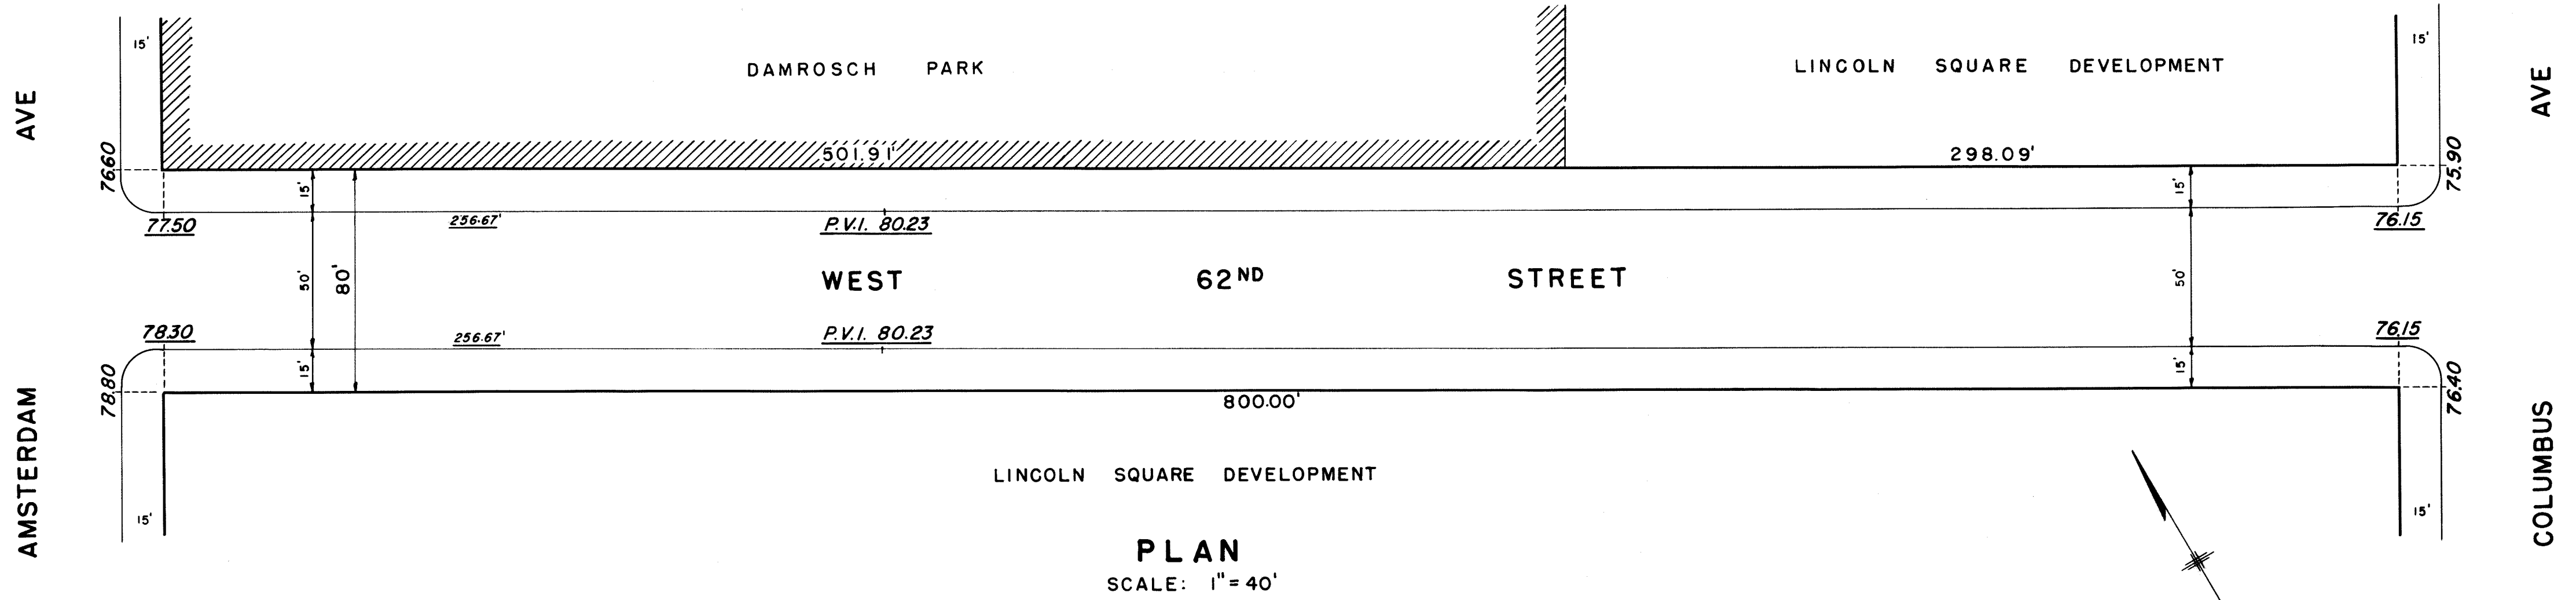 15'
DAMROSCH PARK
LINCOLN SQUARE DEVELOPMENT
15'
AVE
AVE
76.60
501.91'
298.09'
75.90
15'
15'
77.50
256.67'
P.V.I. 80.23
76.15
50'
80'
WEST 62ND STREET
50'
78.30
256.67'
P.V.I. 80.23
76.15
15'
15'
78.80
800.00'
76.40
AMSTERDAM
LINCOLN SQUARE DEVELOPMENT
COLUMBUS
15'
15'
PLAN
SCALE: 1"=40'